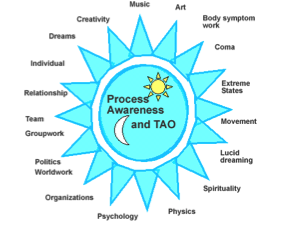 Music
Art
Body symptom
work
Coma
Extreme
States
Movement
Lucid
dreaming
Spirituality
Physics
Psychology
Organizations
Politics
Worldwork
Team
Groupwork
Relationship
Individual
Dreams
Creativity
Process
Awareness
and TAO